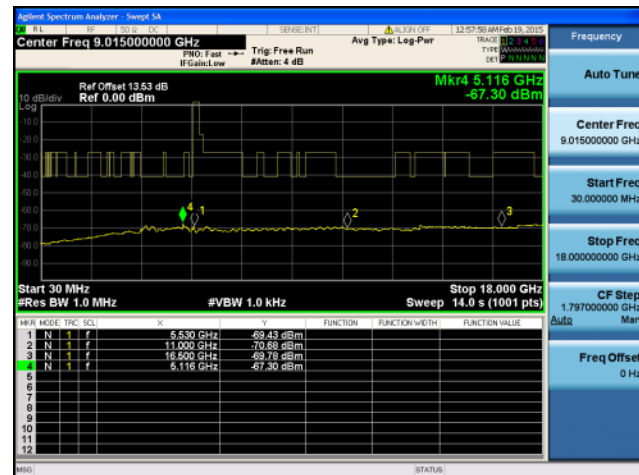 Agilent Spectrum Analyzer - Swept SA
RL RF 50 Ω DC SENSE:INT ALIGN OFF 12:57:58 AM Feb 19, 2015
Center Freq 9.015000000 GHz
PNO: Fast
IFGain:Low
Trig: Free Run
#Atten: 4 dB
Avg Type: Log-Pwr
TRACE 1 2 3 4 5 6
TYPE
DET P N N N N N
Mkr4 5.116 GHz
-67.30 dBm
Ref Offset 13.53 dB
10 dB/div Ref 0.00 dBm
Log
-10.0
-20.0
-30.0
-40.0
-50.0
-60.0
-70.0
-80.0
-90.0
4
1
2
3
Start 30 MHz
Stop 18.000 GHz
#Res BW 1.0 MHz
#VBW 1.0 kHz
Sweep 14.0 s (1001 pts)
MKR MODE TRC SCL X Y FUNCTION FUNCTION WIDTH FUNCTION VALUE
1 N 1 f 5.530 GHz -69.43 dBm
2 N 1 f 11.000 GHz -70.68 dBm
3 N 1 f 16.500 GHz -69.78 dBm
4 N 1 f 5.116 GHz -67.30 dBm
5
6
7
8
9
10
11
12
MSG
STATUS
Frequency
Auto Tune
Center Freq
9.015000000 GHz
Start Freq
30.000000 MHz
Stop Freq
18.000000000 GHz
CF Step
1.797000000 GHz
Auto Man
Freq Offset
0 Hz